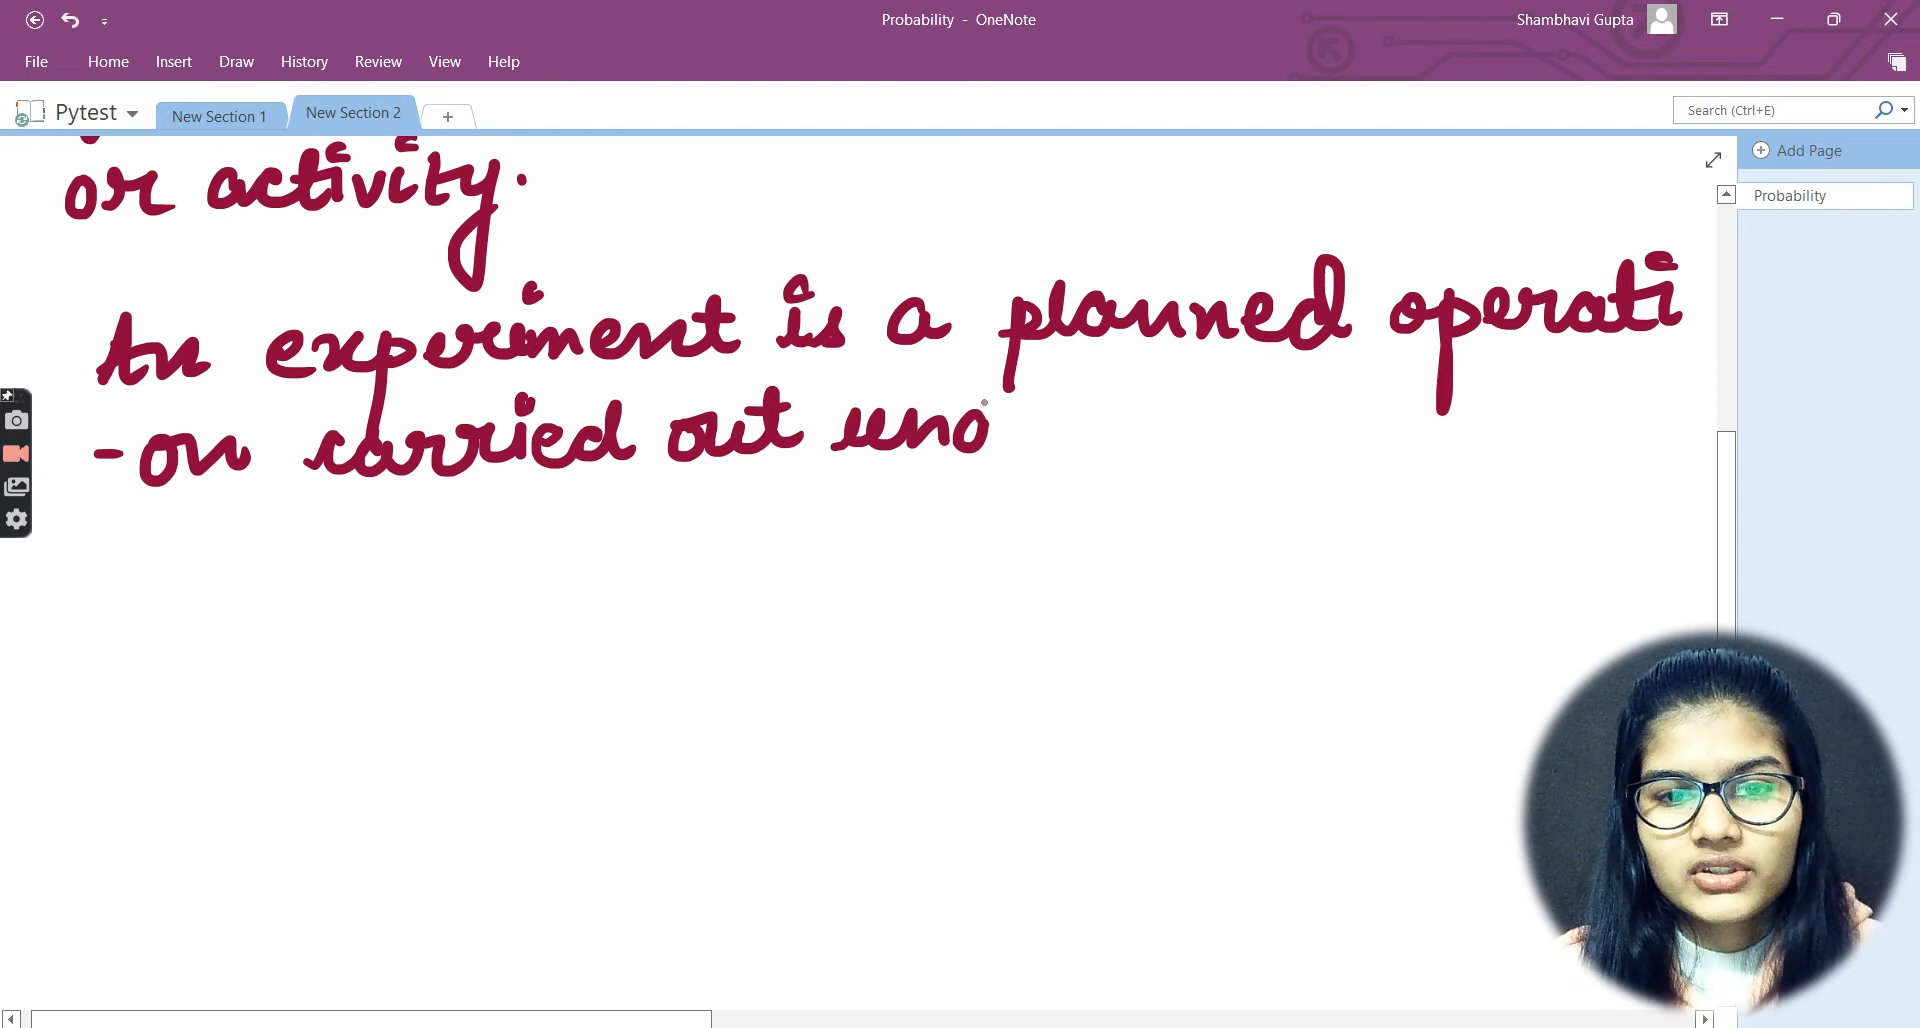 Probability - OneNote
Shambhavi Gupta
File Home Insert Draw History Review View Help
Pytest New Section 1 New Section 2 +
Search (Ctrl+E)
Add Page
Probability
or activity.
An experiment is a planned operati
-on carried out und